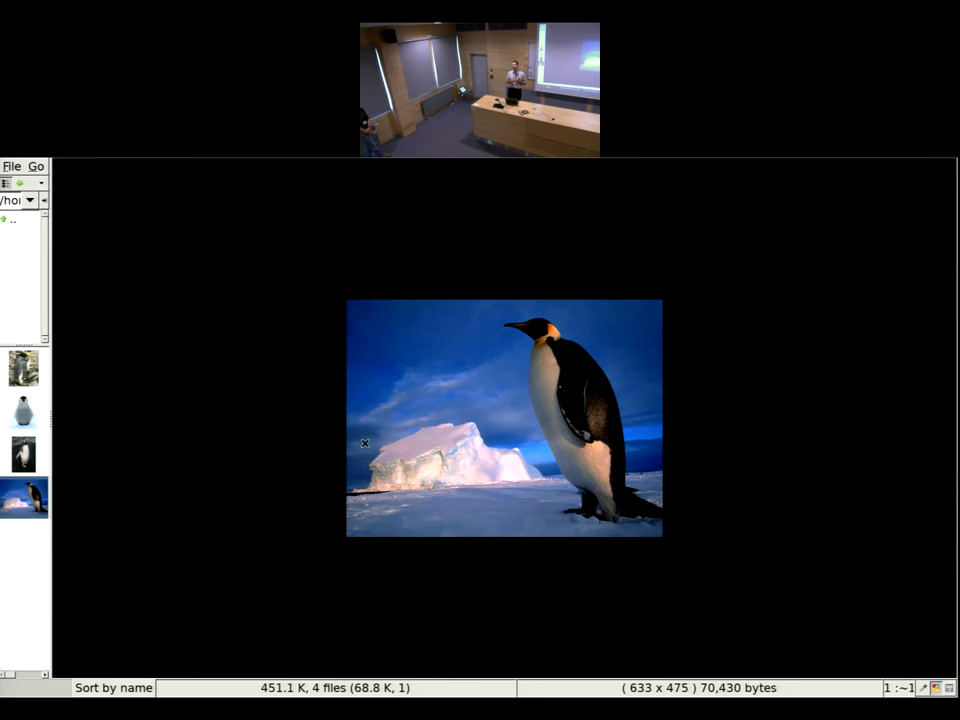 File Go
/hoı
..
Sort by name
451.1 K, 4 files (68.8 K, 1)
( 633 x 475 ) 70,430 bytes
1 :~1